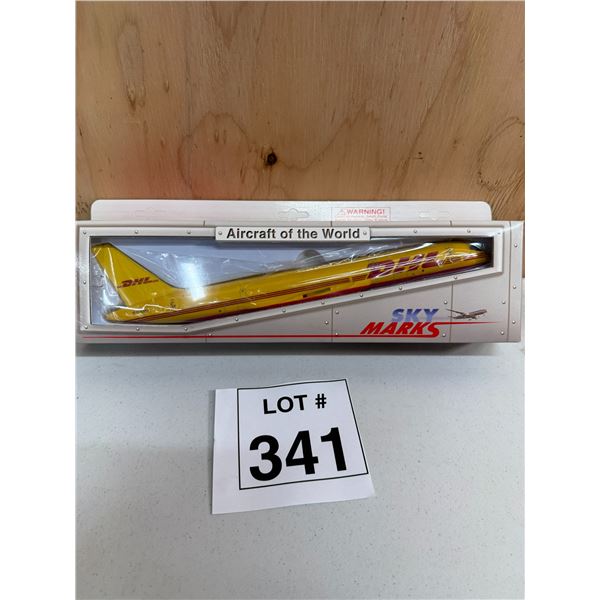 WARNING!
Aircraft of the World
DHL
DHL
SKY
MARKS
LOT #
341